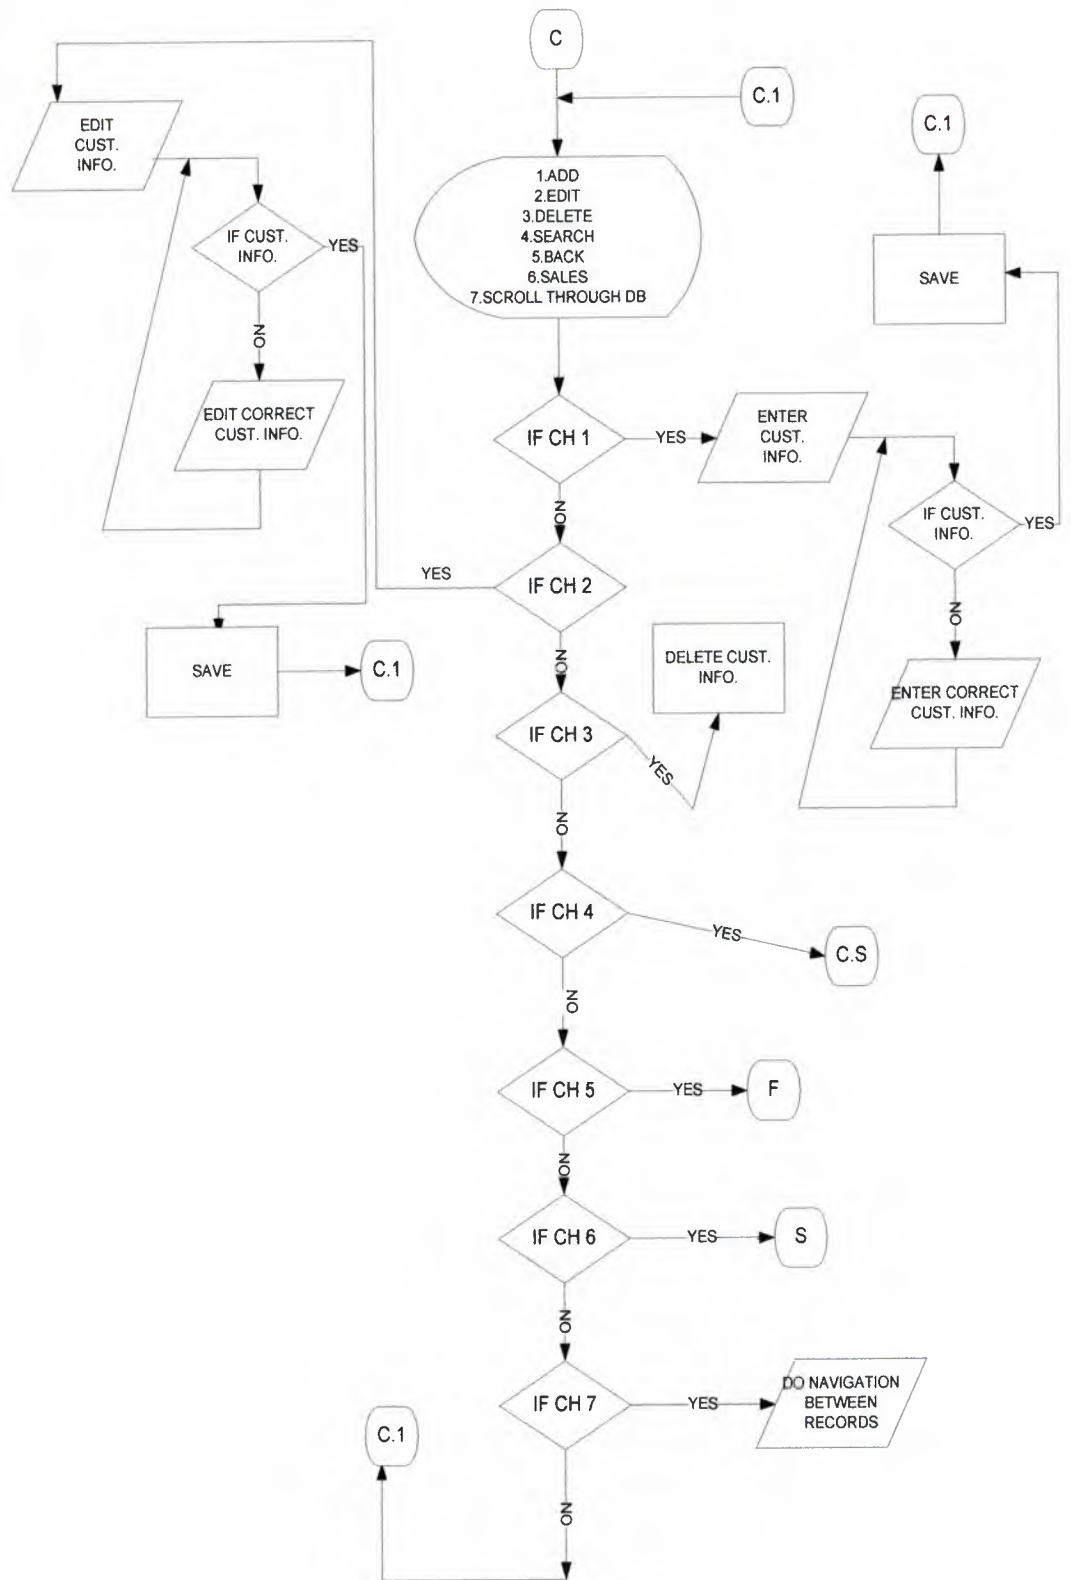 C
C.1
C.1
EDIT
CUST.
INFO.
1.ADD
2.EDIT
3.DELETE
4.SEARCH
5.BACK
6.SALES
7.SCROLL THROUGH DB
IF CUST.
INFO.
YES
SAVE
NO
EDIT CORRECT
CUST. INFO.
IF CH 1
YES
ENTER
CUST.
INFO.
IF CUST.
INFO.
YES
NO
NO
YES
IF CH 2
SAVE
C.1
NO
DELETE CUST.
INFO.
ENTER CORRECT
CUST. INFO.
IF CH 3
YES
NO
IF CH 4
YES
C.S
NO
IF CH 5
YES
F
NO
IF CH 6
YES
S
NO
IF CH 7
YES
DO NAVIGATION
BETWEEN
RECORDS
C.1
NO